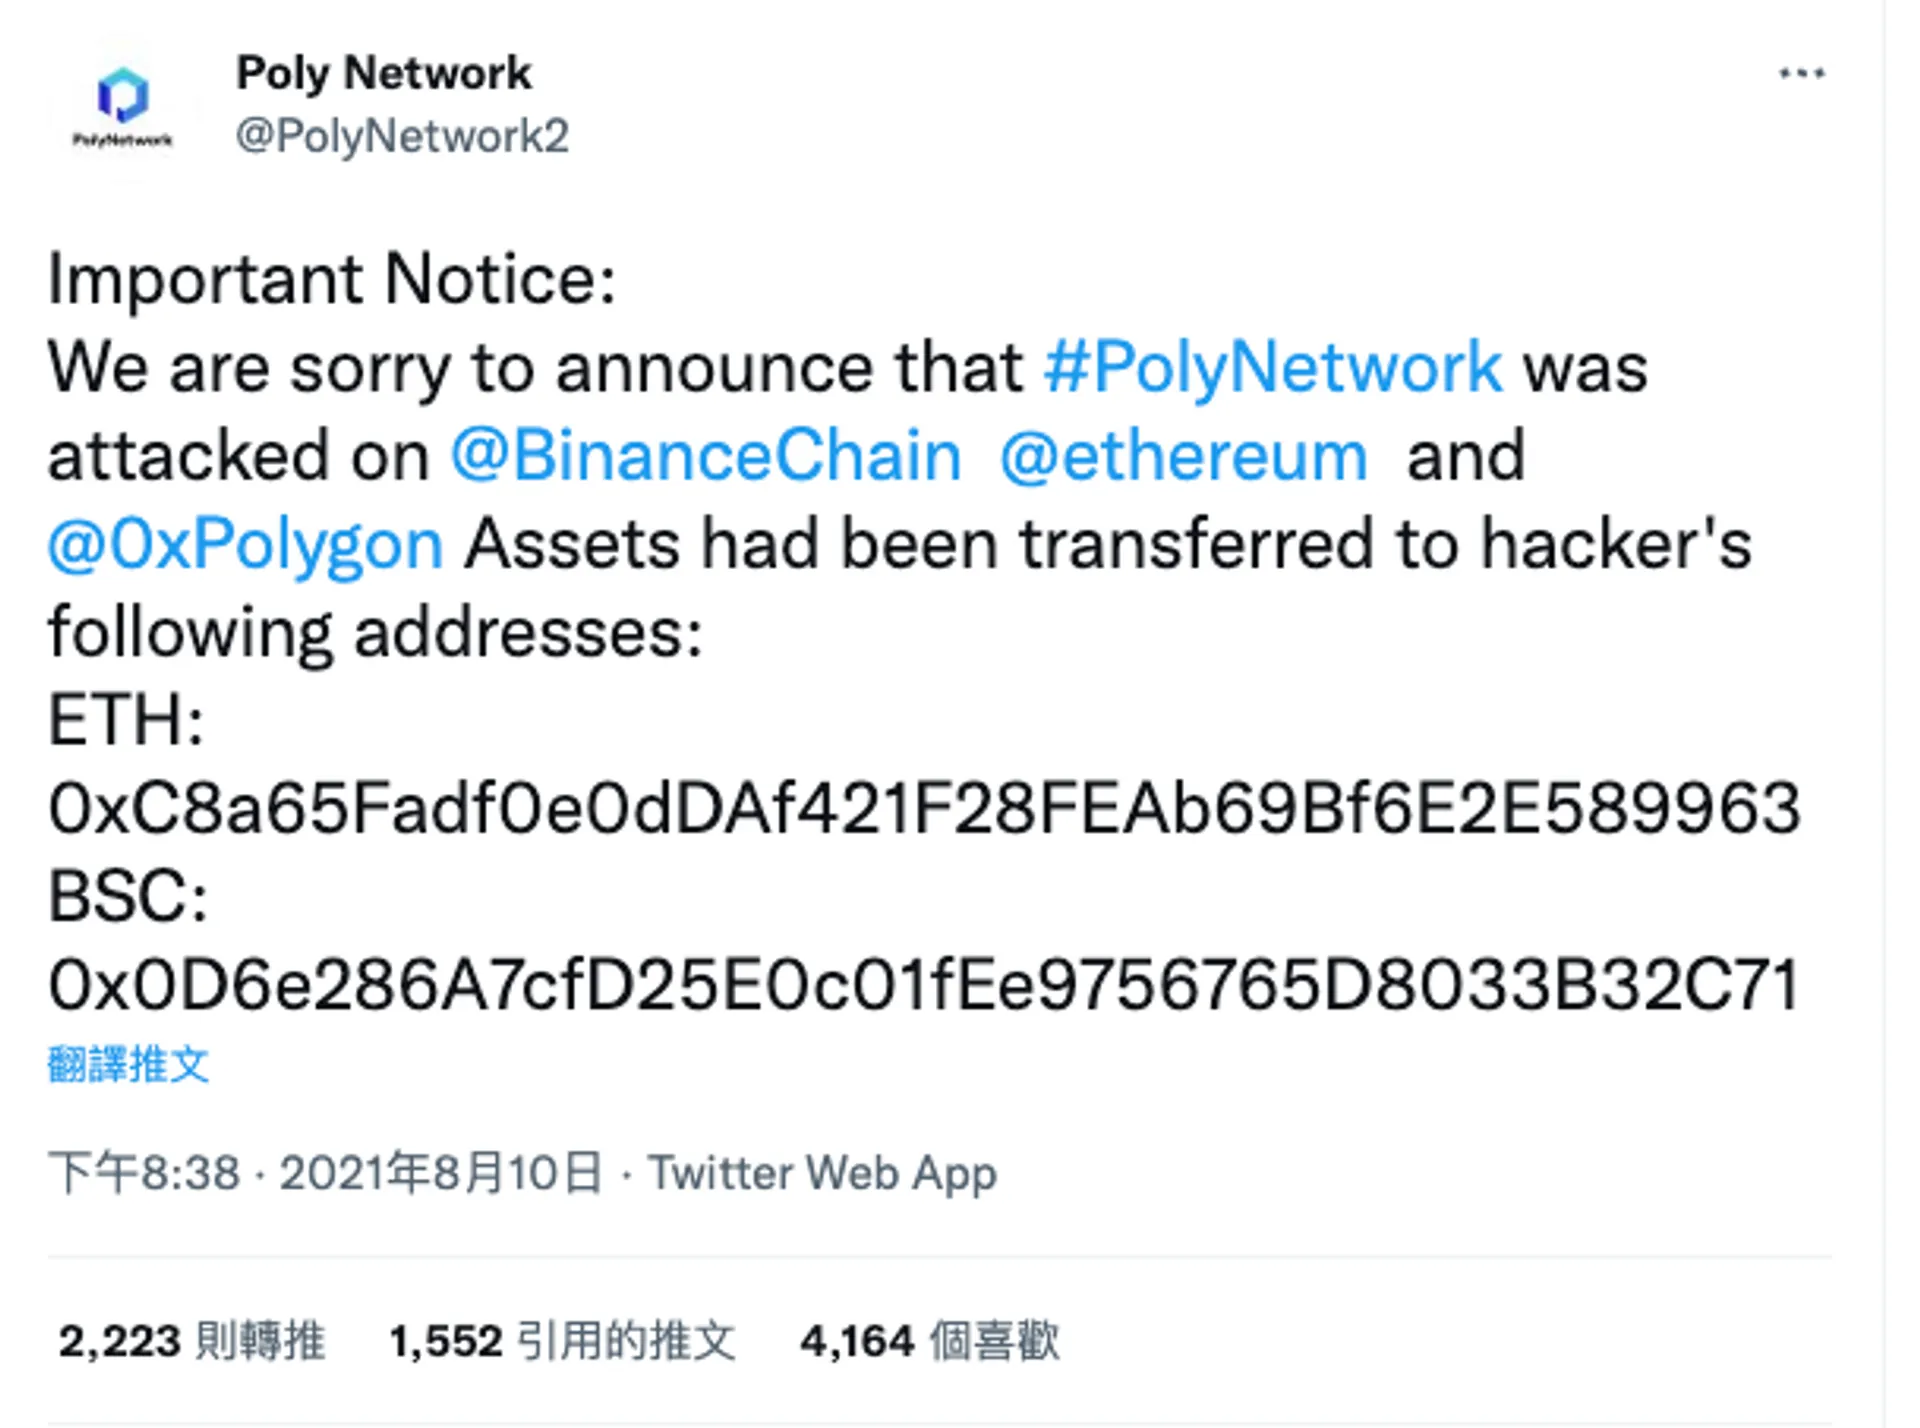 Poly Network
@PolyNetwork2
PolyNetwork
Important Notice:
We are sorry to announce that #PolyNetwork was
attacked on @BinanceChain @ethereum and
@0xPolygon Assets had been transferred to hacker's
following addresses:
ETH:
0xC8a65Fadf0e0dDAf421F28FEAb69Bf6E2E589963
BSC:
0x0D6e286A7cfD25E0c01fEe9756765D8033B32C71
翻譯推文
下午8:38 · 2021年8月10日 · Twitter Web App
2,223 則轉推 1,552 引用的推文 4,164 個喜歡